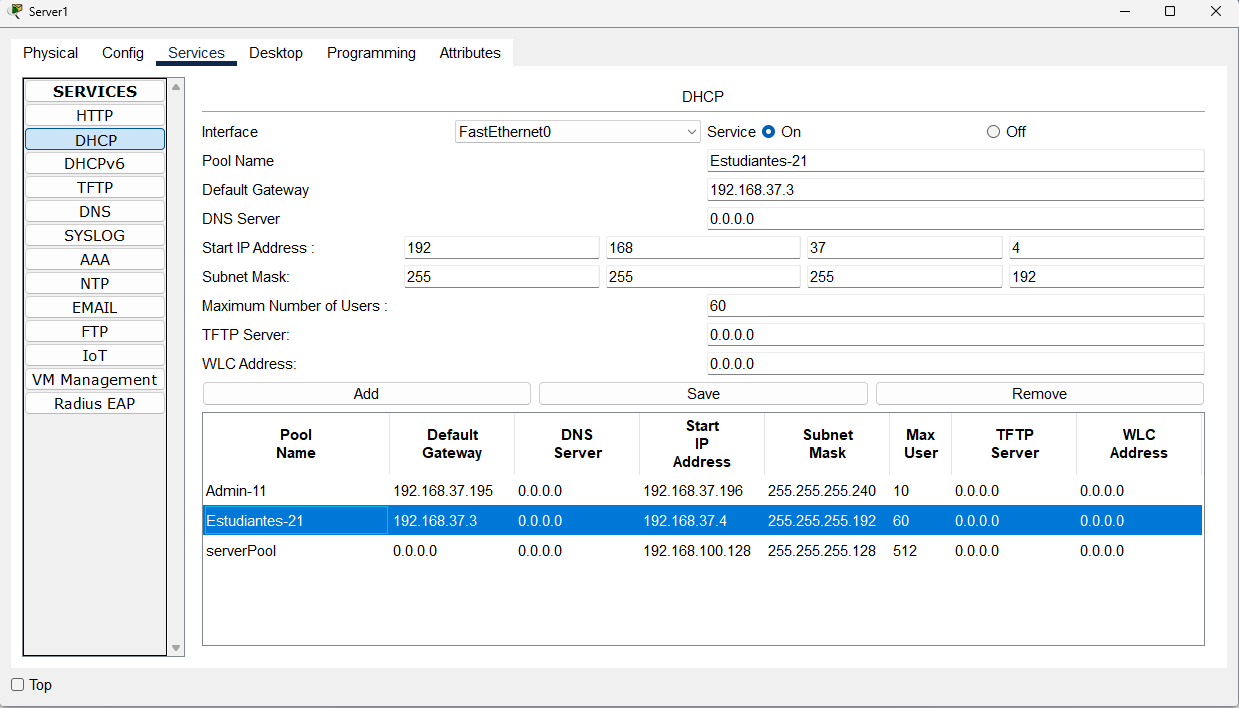 Server1
Physical Config Services Desktop Programming Attributes
SERVICES
HTTP
DHCP
DHCPv6
TFTP
DNS
SYSLOG
AAA
NTP
EMAIL
FTP
IoT
VM Management
Radius EAP
DHCP
Interface FastEthernet0 Service On Off
Pool Name Estudiantes-21
Default Gateway 192.168.37.3
DNS Server 0.0.0.0
Start IP Address : 192 168 37 4
Subnet Mask: 255 255 255 192
Maximum Number of Users : 60
TFTP Server: 0.0.0.0
WLC Address: 0.0.0.0
Add Save Remove
Pool Name Default Gateway DNS Server Start IP Address Subnet Mask Max User TFTP Server WLC Address
Admin-11 192.168.37.195 0.0.0.0 192.168.37.196 255.255.255.240 10 0.0.0.0 0.0.0.0
Estudiantes-21 192.168.37.3 0.0.0.0 192.168.37.4 255.255.255.192 60 0.0.0.0 0.0.0.0
serverPool 0.0.0.0 0.0.0.0 192.168.100.128 255.255.255.128 512 0.0.0.0 0.0.0.0
Top